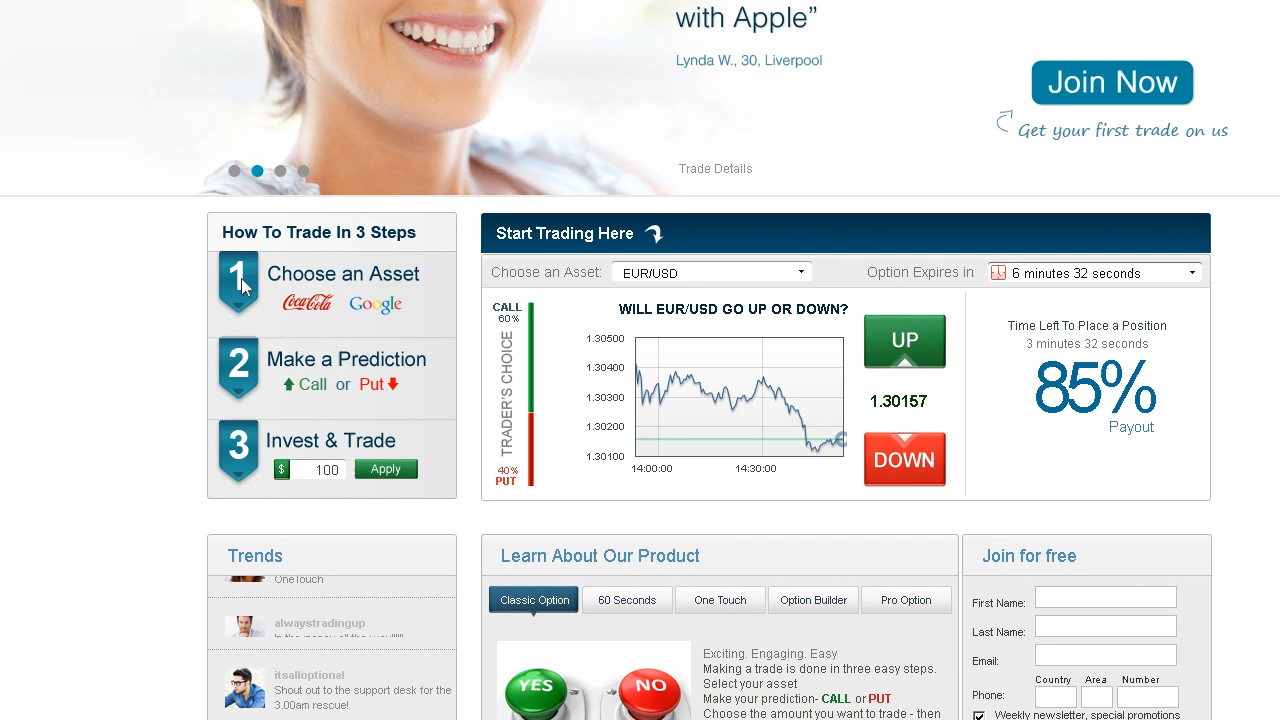 with Apple”
Lynda W., 30, Liverpool
Join Now
Get your first trade on us
Trade Details
How To Trade In 3 Steps
1
Choose an Asset
Coca-Cola Google
2
Make a Prediction
Call or Put
3
Invest & Trade
$ 100 Apply
Start Trading Here
Choose an Asset: EUR/USD
Option Expires in 6 minutes 32 seconds
CALL
60%
TRADER'S CHOICE
40%
PUT
WILL EUR/USD GO UP OR DOWN?
1.30500
1.30400
1.30300
1.30200
1.30100
14:00:00 14:30:00
UP
1.30157
DOWN
Time Left To Place a Position
3 minutes 32 seconds
85%
Payout
Trends
OneTouch
alwaystradingup
In the money all the way!!!!!!
itsalloptional
Shout out to the support desk for the
3.00am rescue!
Learn About Our Product
Classic Option 60 Seconds One Touch Option Builder Pro Option
YES NO
Exciting. Engaging. Easy
Making a trade is done in three easy steps.
Select your asset
Make your prediction- CALL or PUT
Choose the amount you want to trade - then
Join for free
First Name:
Last Name:
Email:
Country Age Number
Phone:
Weekly newsletter, special promotions